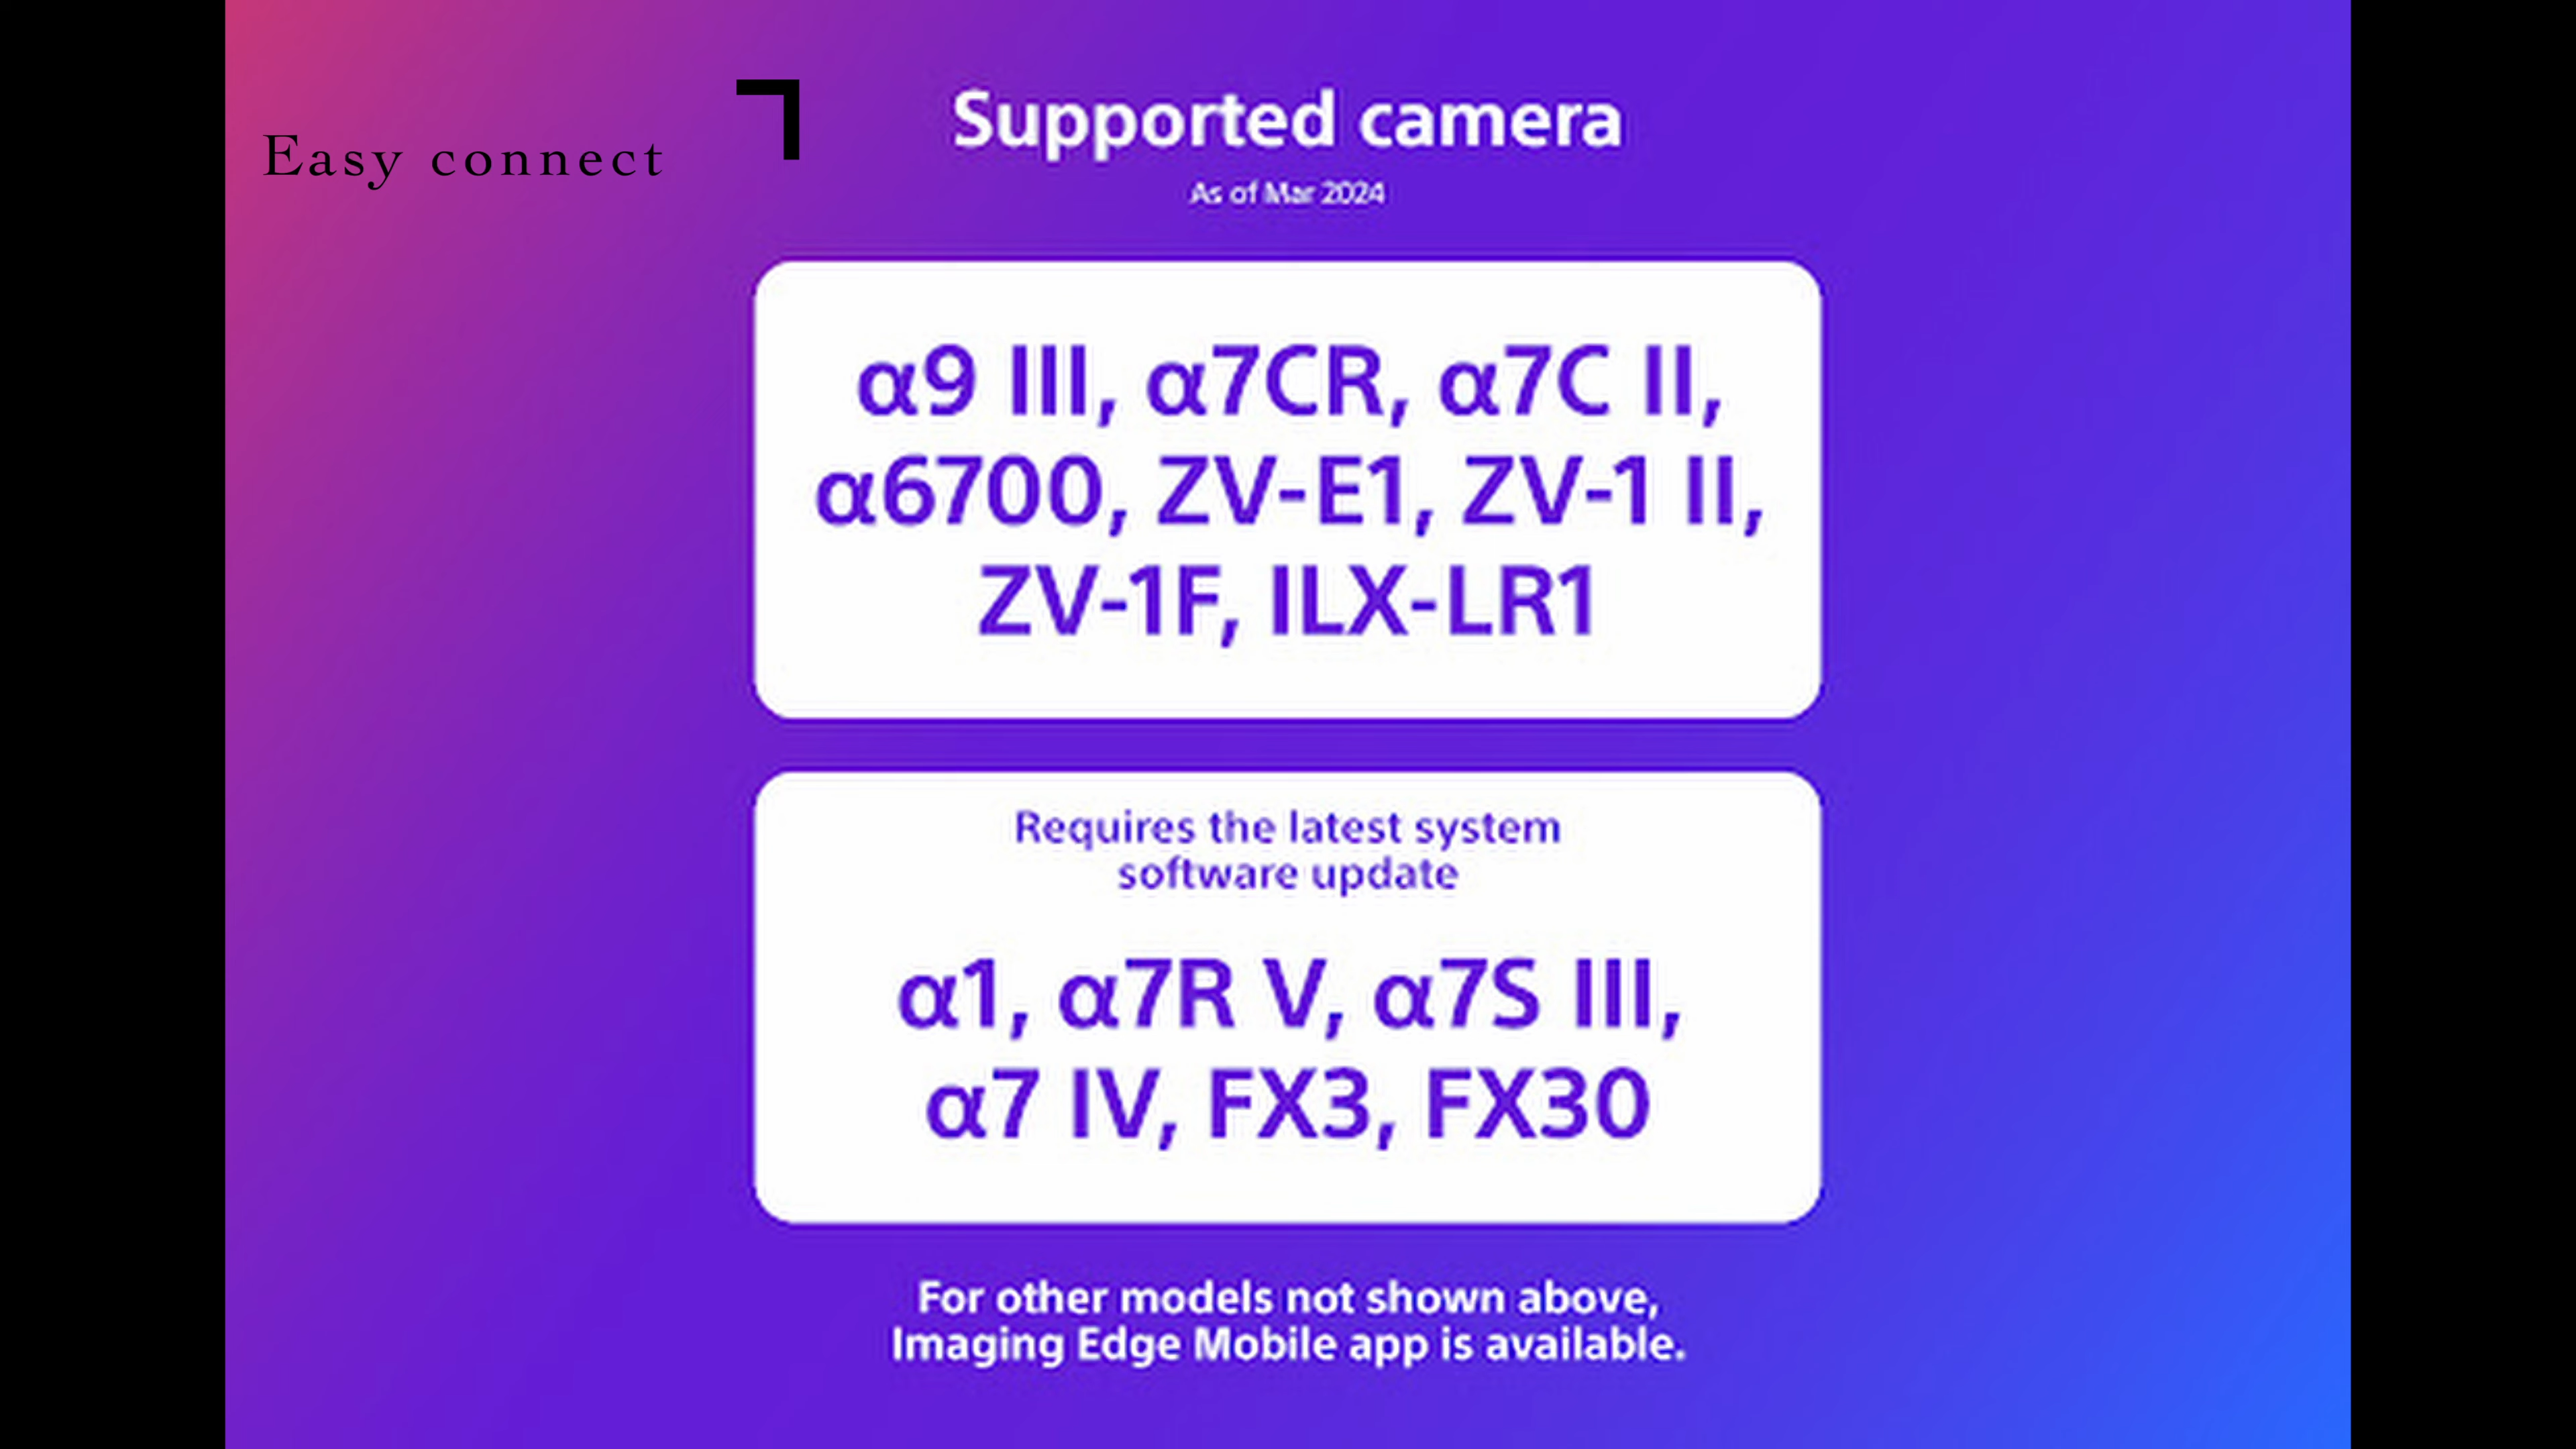 Easy connect
Supported camera
As of Mar 2024
α9 III, α7CR, α7C II,
α6700, ZV-E1, ZV-1 II,
ZV-1F, ILX-LR1
Requires the latest system
software update
α1, α7R V, α7S III,
α7 IV, FX3, FX30
For other models not shown above,
Imaging Edge Mobile app is available.